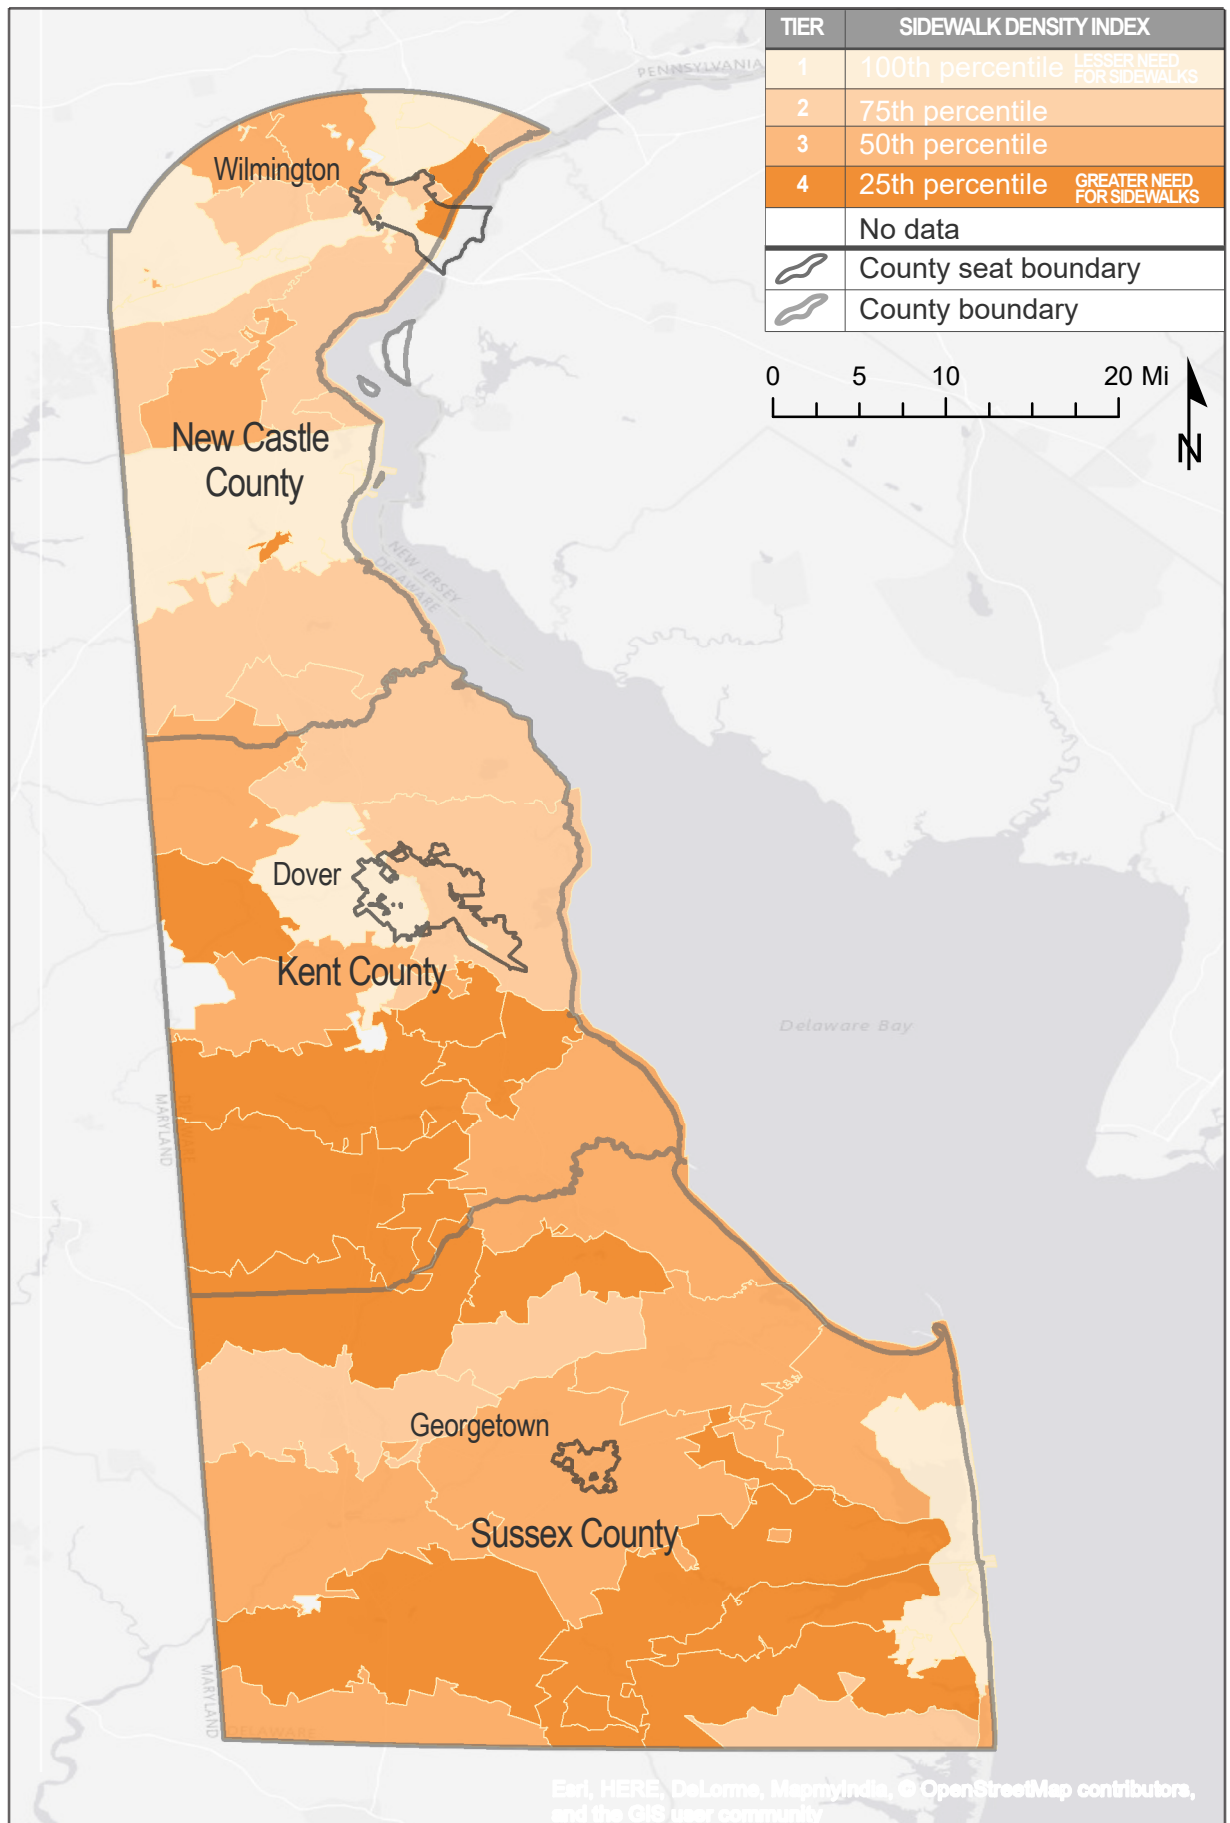 TIER SIDEWALK DENSITY INDEX
1 100th percentile LESSER NEED
FOR SIDEWALKS
2 75th percentile
3 50th percentile
4 25th percentile GREATER NEED
FOR SIDEWALKS
No data
County seat boundary
County boundary
0 5 10 20 Mi
N
PENNSYLVANIA
Wilmington
New Castle
County
NEW JERSEY
DELAWARE
Dover
Kent County
Delaware Bay
MARYLAND
DELAWARE
Georgetown
Sussex County
MARYLAND
DELAWARE
Esri, HERE, DeLorme, MapmyIndia, © OpenStreetMap contributors,
and the GIS user community